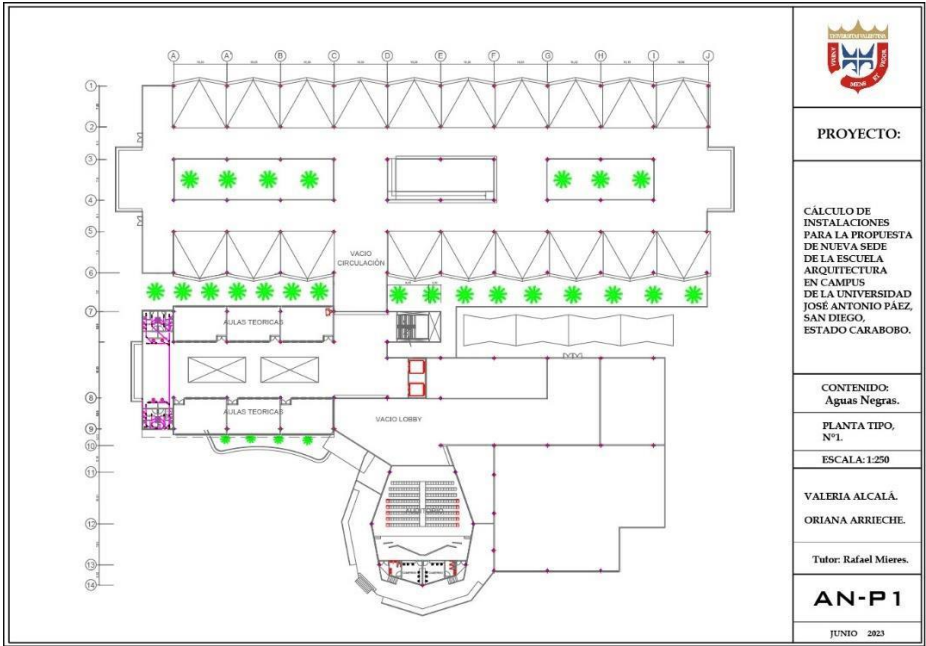 A A' B C D E F G H I J
1
2
3
4
5
6
7
8
9
10
11
12
13
14
VACIO
CIRCULACIÓN
AULAS TEORICAS
AULAS TEORICAS
VACIO LOBBY
AUDITORIO
PROYECTO:
CÁLCULO DE
INSTALACIONES
PARA LA PROPUESTA
DE NUEVA SEDE
DE LA ESCUELA
ARQUITECTURA
EN CAMPUS
DE LA UNIVERSIDAD
JOSÉ ANTONIO PÁEZ,
SAN DIEGO,
ESTADO CARABOBO.
CONTENIDO:
Aguas Negras.
PLANTA TIPO,
Nº1.
ESCALA: 1:250
VALERIA ALCALÁ.
ORIANA ARRIECHE.
Tutor: Rafael Mieres.
AN-P1
JUNIO 2023